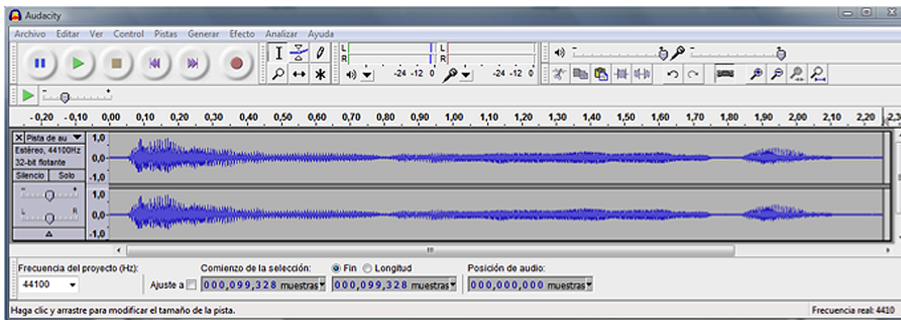 Audacity
Archivo Editar Ver Control Pistas Generar Efecto Analizar Ayuda
L
R
-24 -12 0
L
R
-24 -12 0
-0,20 -0,10 0,00 0,10 0,20 0,30 0,40 0,50 0,60 0,70 0,80 0,90 1,00 1,10 1,20 1,30 1,40 1,50 1,60 1,70 1,80 1,90 2,00 2,10 2,20 2,3
X Pista de au
Estéreo, 44100Hz
32-bit flotante
Silencio Solo
- +
L R
1,0
0,0
-1,0
1,0
0,0
-1,0
Frecuencia del proyecto (Hz):
44100
Ajuste a
Comienzo de la selección:
000,099,328 muestras
Fin Longitud
000,099,328 muestras
Posición de audio:
000,000,000 muestras
Haga clic y arrastre para modificar el tamaño de la pista.
Frecuencia real: 4410